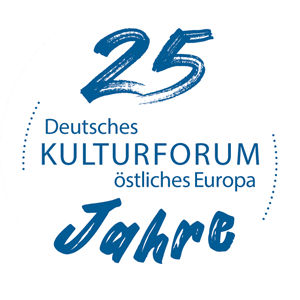 25
Deutsches
KULTURFORUM
östliches Europa
Jahre